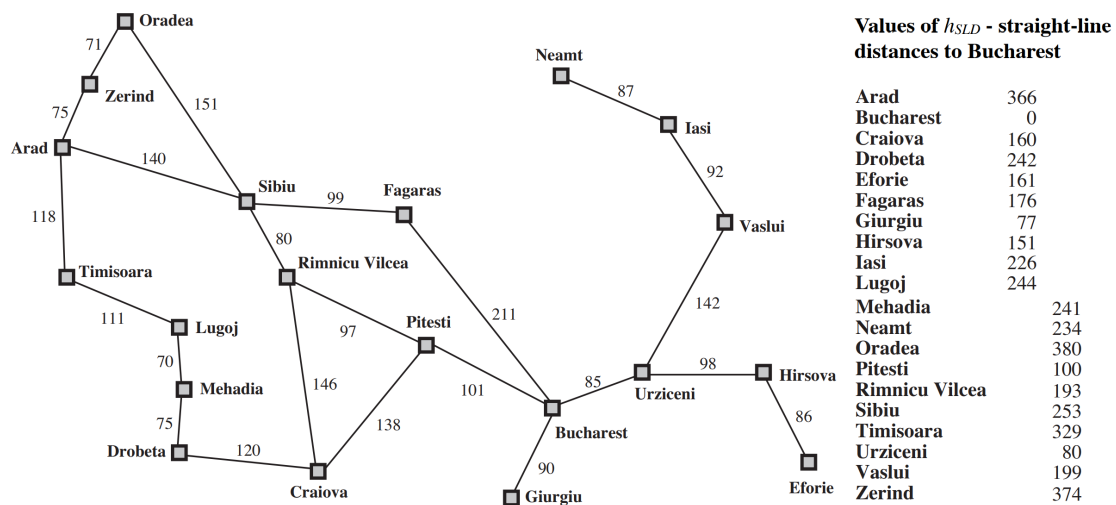 Oradea
71
Neamt
Zerind
87
75
151
Iasi
Arad
140
92
Sibiu
99
Fagaras
118
Vaslui
80
Timisoara
Rimnicu Vilcea
142
111
Lugoj
97
Pitesti
211
70
98
Hirsova
Mehadia
146
101
85
Urziceni
86
75
138
Bucharest
Drobeta
120
90
Craiova
Giurgiu
Eforie
Values of hSLD - straight-line
distances to Bucharest
Arad 366
Bucharest 0
Craiova 160
Drobeta 242
Eforie 161
Fagaras 176
Giurgiu 77
Hirsova 151
Iasi 226
Lugoj 244
Mehadia 241
Neamt 234
Oradea 380
Pitesti 100
Rimnicu Vilcea 193
Sibiu 253
Timisoara 329
Urziceni 80
Vaslui 199
Zerind 374